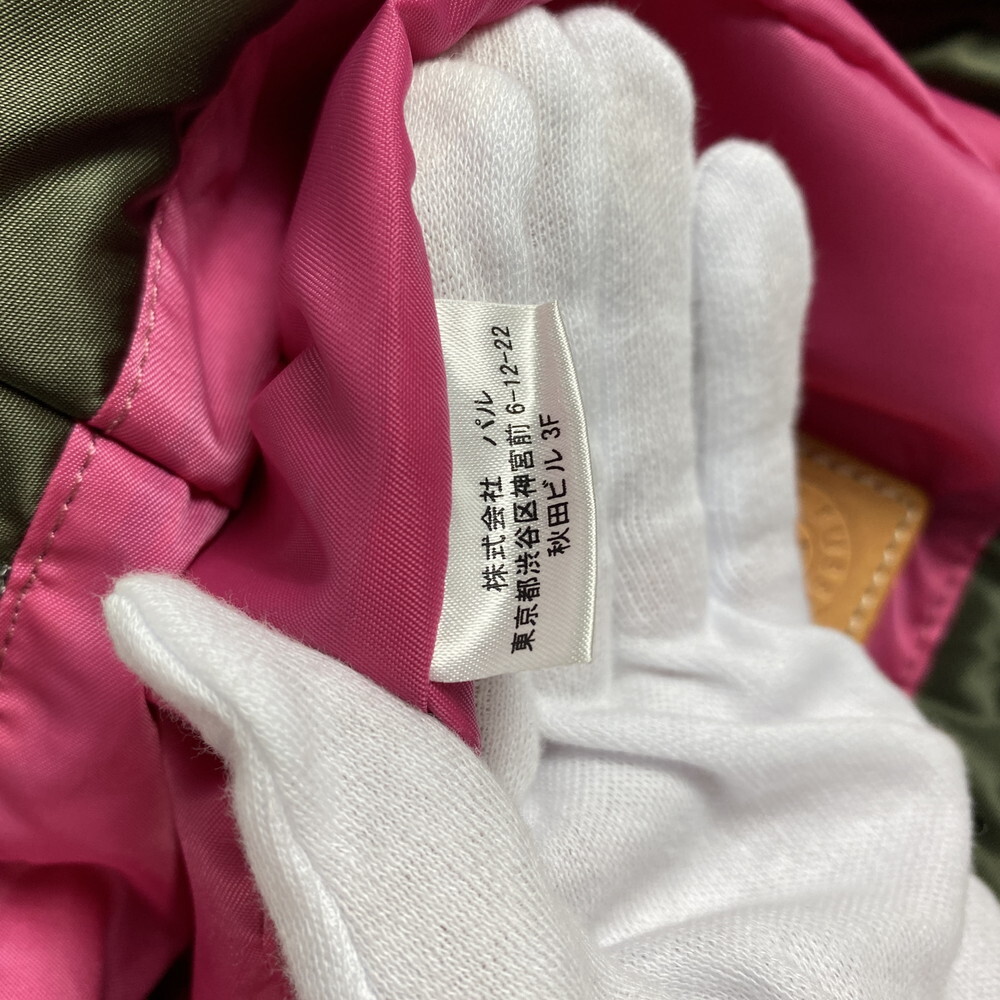 株式会社 パル
東京都渋谷区神宮前 6-12-22
秋田ビル 3F